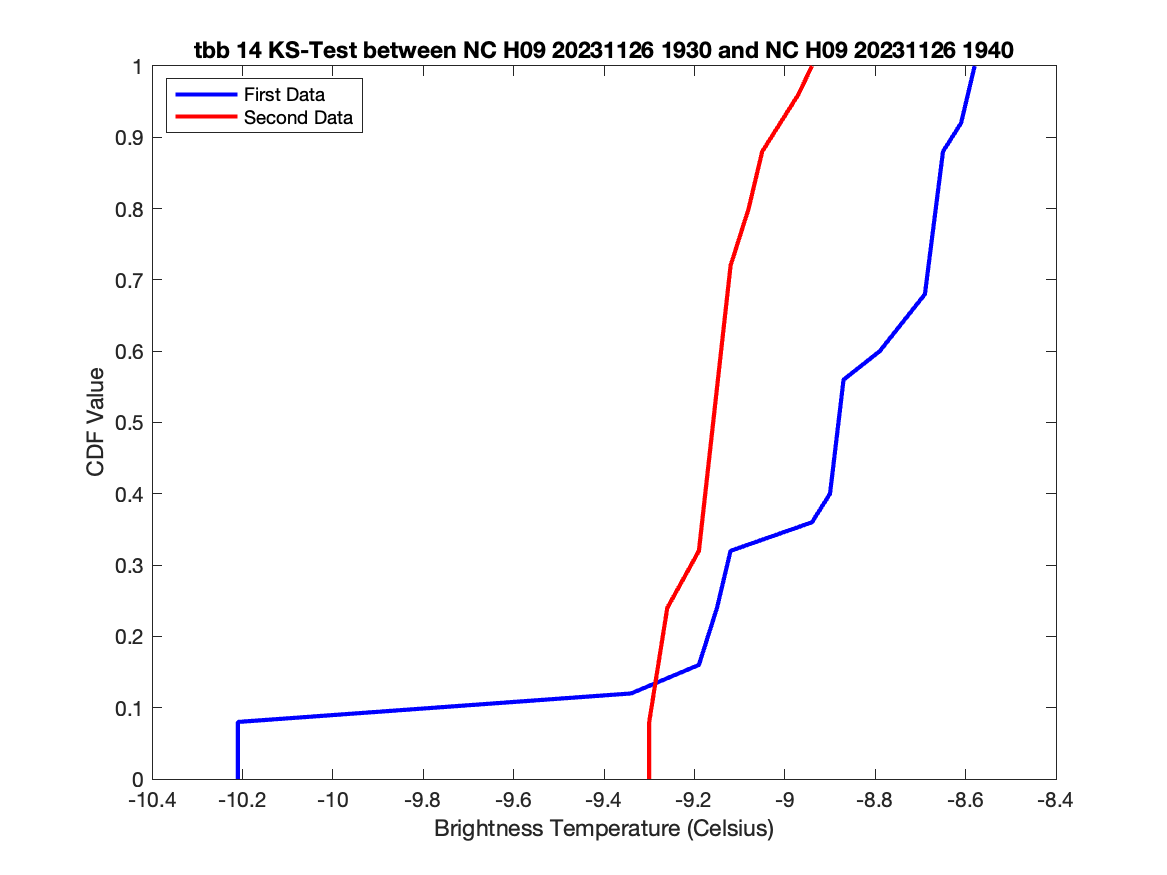 tbb 14 KS-Test between NC H09 20231126 1930 and NC H09 20231126 1940
First Data
Second Data
1
0.9
0.8
0.7
0.6
0.5
0.4
0.3
0.2
0.1
0
CDF Value
-10.4 -10.2 -10 -9.8 -9.6 -9.4 -9.2 -9 -8.8 -8.6 -8.4
Brightness Temperature (Celsius)